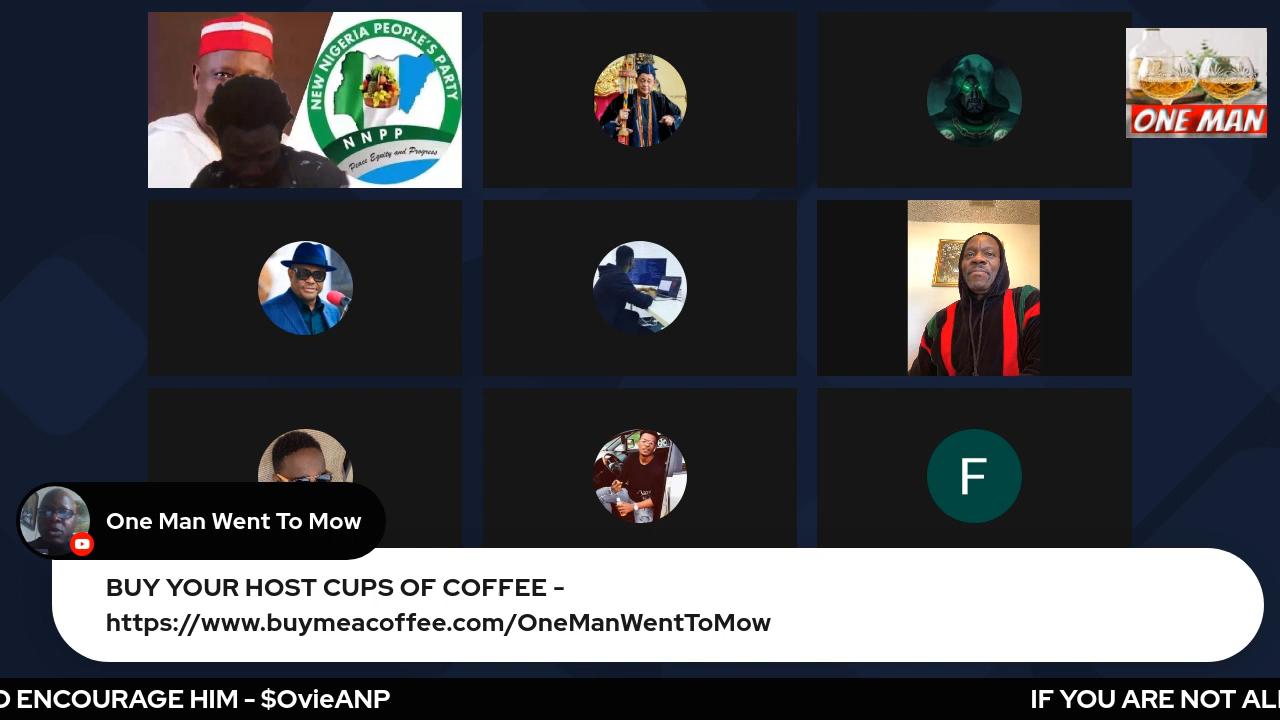 NEW NIGERIA PEOPLE'S PARTY
NNPP
Peace Equity and Progress
ONE MAN
F
One Man Went To Mow
BUY YOUR HOST CUPS OF COFFEE -
https://www.buymeacoffee.com/OneManWentToMow
ENCOURAGE HIM - $OvieANP
IF YOU ARE NOT